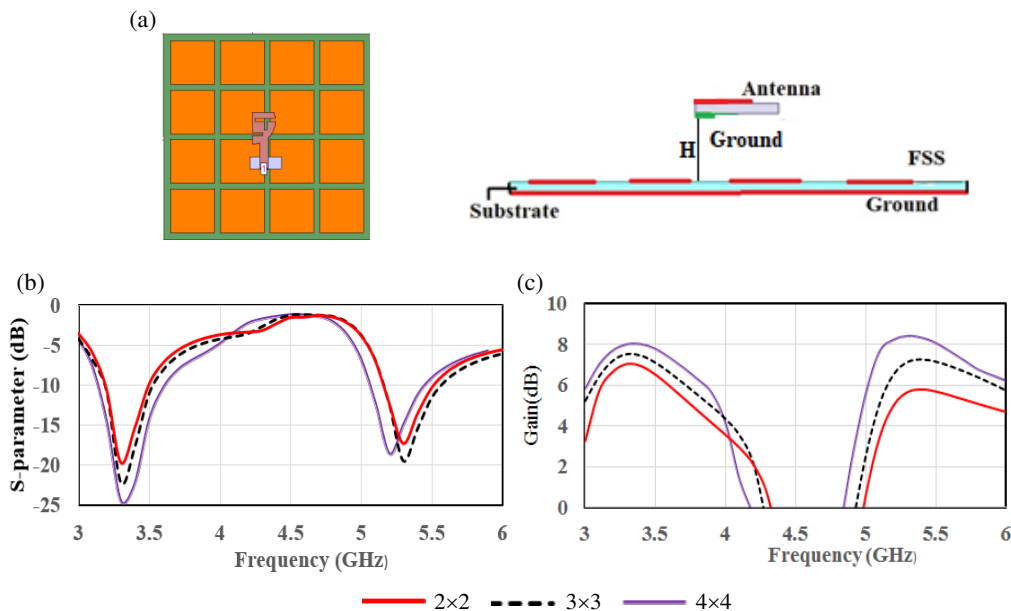 (a)
Antenna
Ground
H
FSS
Substrate
Ground
(b)
S-parameter (dB)
0
-5
-10
-15
-20
-25
3 3.5 4 4.5 5 5.5 6
Frequency (GHz)
(c)
Gain(dB)
10
8
6
4
2
0
3 3.5 4 4.5 5 5.5 6
Frequency (GHz)
2×2 3×3 4×4